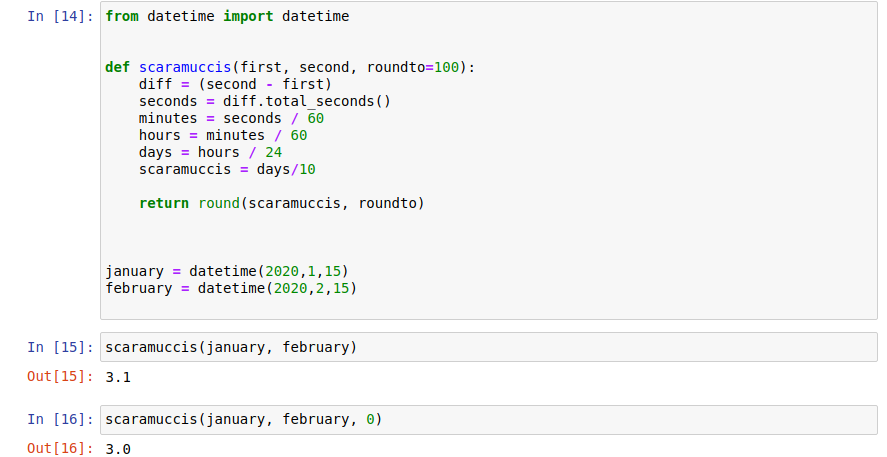 In [14]: from datetime import datetime
def scaramuccis(first, second, roundto=100):
    diff = (second - first)
    seconds = diff.total_seconds()
    minutes = seconds / 60
    hours = minutes / 60
    days = hours / 24
    scaramuccis = days/10
    return round(scaramuccis, roundto)
january = datetime(2020,1,15)
february = datetime(2020,2,15)
In [15]: scaramuccis(january, february)
Out[15]: 3.1
In [16]: scaramuccis(january, february, 0)
Out[16]: 3.0